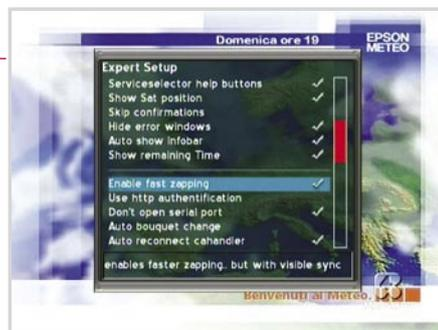 Domenica ore 19
EPSON
METEO
Expert Setup
Serviceselector help buttons
Show Sat position
Skip confirmations
Hide error windows
Auto show Infobar
Show remaining Time
Enable fast zapping
Use http authentification
Don't open serial port
Auto bouquet change
Auto reconnect cahandler
enables faster zapping.. but with visible sync
Benvenuti al Meteo.